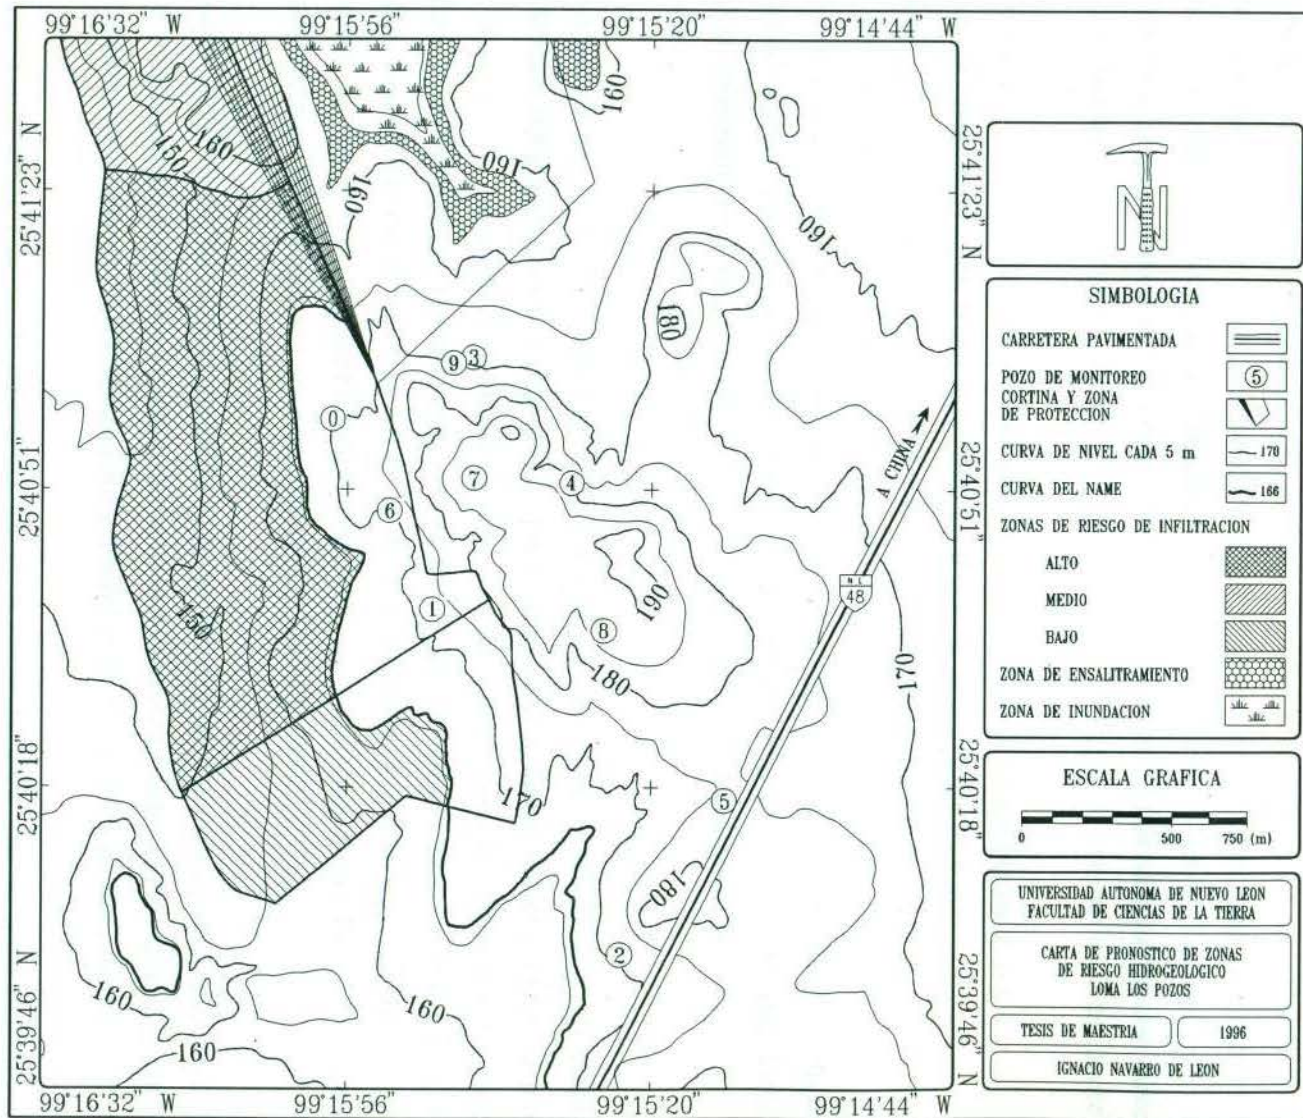 99°16'32" W
99°15'56"
99°15'20"
99°14'44" W
25°41'23" N
25°40'51"
25°40'18"
25°39'46" N
160
150
160
160
160
160
180
9
3
0
7
4
6
1
190
8
180
150
170
170
5
180
2
160
160
160
A CHINA
N L
48
25°41'23" N
25°40'51"
25°40'18"
25°39'46" N
99°16'32" W
99°15'56"
99°15'20"
99°14'44" W
N
SIMBOLOGIA
CARRETERA PAVIMENTADA
POZO DE MONITOREO
5
CORTINA Y ZONA
DE PROTECCION
CURVA DE NIVEL CADA 5 m
170
CURVA DEL NAME
166
ZONAS DE RIESGO DE INFILTRACION
ALTO
MEDIO
BAJO
ZONA DE ENSALITRAMIENTO
ZONA DE INUNDACION
ESCALA GRAFICA
0 500 750 (m)
UNIVERSIDAD AUTONOMA DE NUEVO LEON
FACULTAD DE CIENCIAS DE LA TIERRA
CARTA DE PRONOSTICO DE ZONAS
DE RIESGO HIDROGEOLOGICO
LOMA LOS POZOS
TESIS DE MAESTRIA
1996
IGNACIO NAVARRO DE LEON